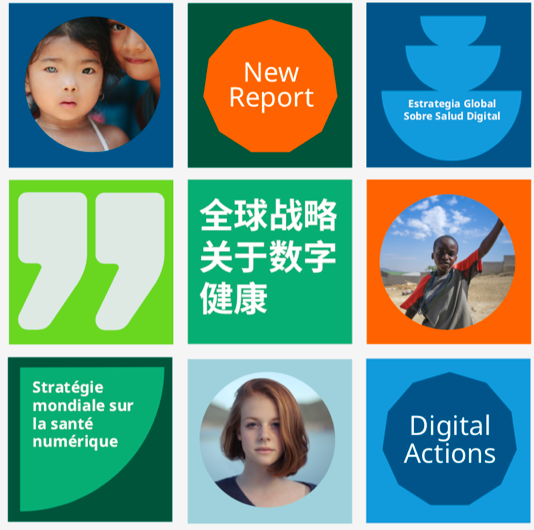 New
Report
Estrategia Global
Sobre Salud Digital
全球战略
关于数字
健康
Stratégie
mondiale sur
la santé
numérique
Digital
Actions